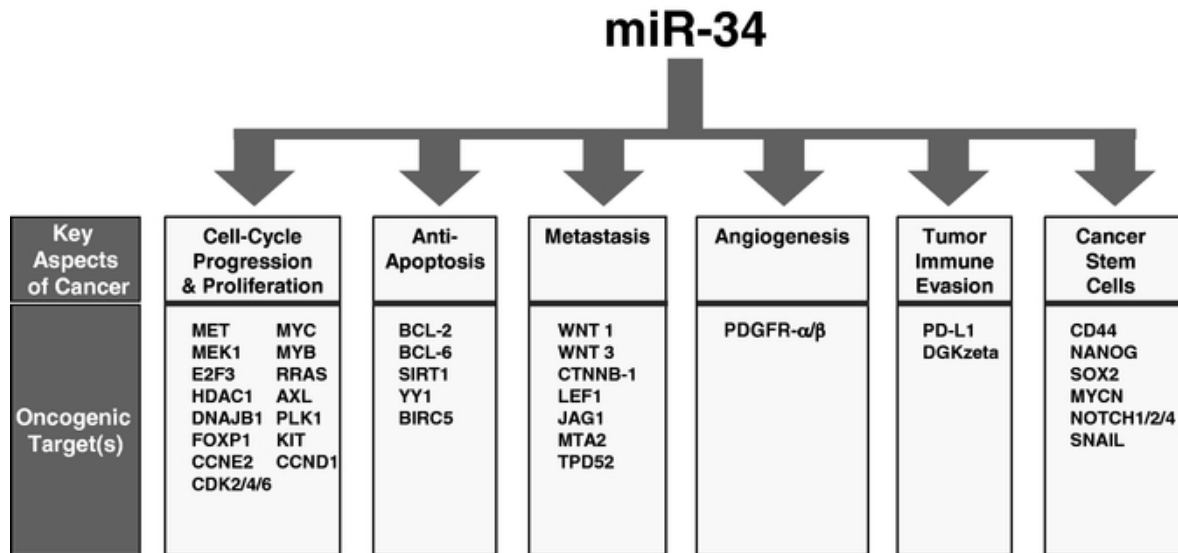 miR-34
Key
Aspects
of Cancer
Cell-Cycle
Progression
& Proliferation
Anti-
Apoptosis
Metastasis
Angiogenesis
Tumor
Immune
Evasion
Cancer
Stem
Cells
Oncogenic
Target(s)
MET MYC
MEK1 MYB
E2F3 RRAS
HDAC1 AXL
DNAJB1 PLK1
FOXP1 KIT
CCNE2 CCND1
CDK2/4/6
BCL-2
BCL-6
SIRT1
YY1
BIRC5
WNT 1
WNT 3
CTNNB-1
LEF1
JAG1
MTA2
TPD52
PDGFR-α/β
PD-L1
DGKzeta
CD44
NANOG
SOX2
MYCN
NOTCH1/2/4
SNAIL